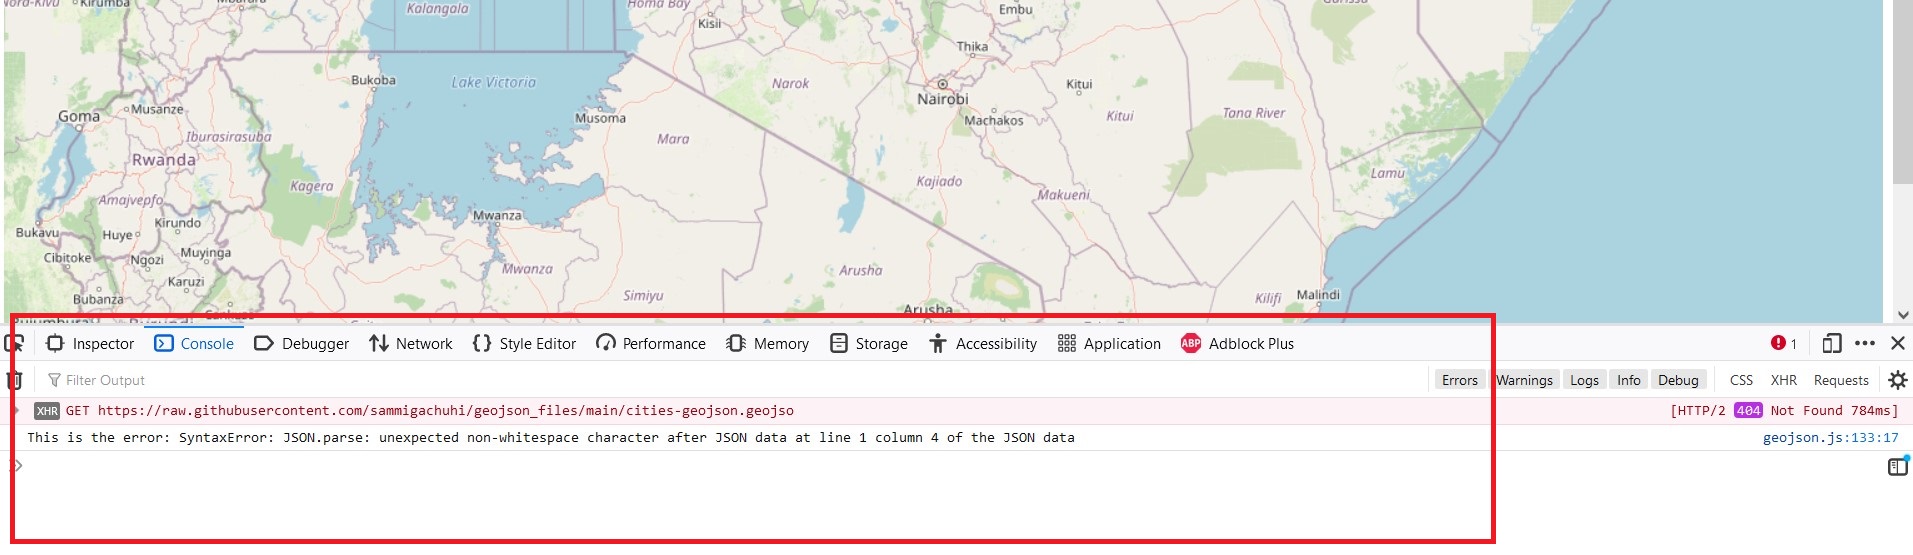 Nord-Kivu
Kirumba
Mbarara
Kalangala
Homa Bay
Kisii
Embu
Garissa
Thika
Bukoba
Lake Victoria
Narok
Kitui
Nairobi
Goma
Musanze
Musoma
Machakos
Kitui
Tana River
Iburasirasuba
Mara
Rwanda
Kagera
Kajiado
Makueni
Lamu
Amajyepfo
Mwanza
Kirundo
Bukavu
Huye
Cibitoke
Ngozi
Muyinga
Mwanza
Arusha
Karuzi
Simiyu
Kilifi
Malindi
Bubanza
Arusha
Bujumbura
Burundi
Cankuzo
Inspector Console Debugger Network Style Editor Performance Memory Storage Accessibility Application ABP Adblock Plus 1
Filter Output Errors Warnings Logs Info Debug CSS XHR Requests
XHR GET https://raw.githubusercontent.com/sammigachuhi/geojson_files/main/cities-geojson.geojso [HTTP/2 404 Not Found 784ms]
This is the error: SyntaxError: JSON.parse: unexpected non-whitespace character after JSON data at line 1 column 4 of the JSON data geojson.js:133:17